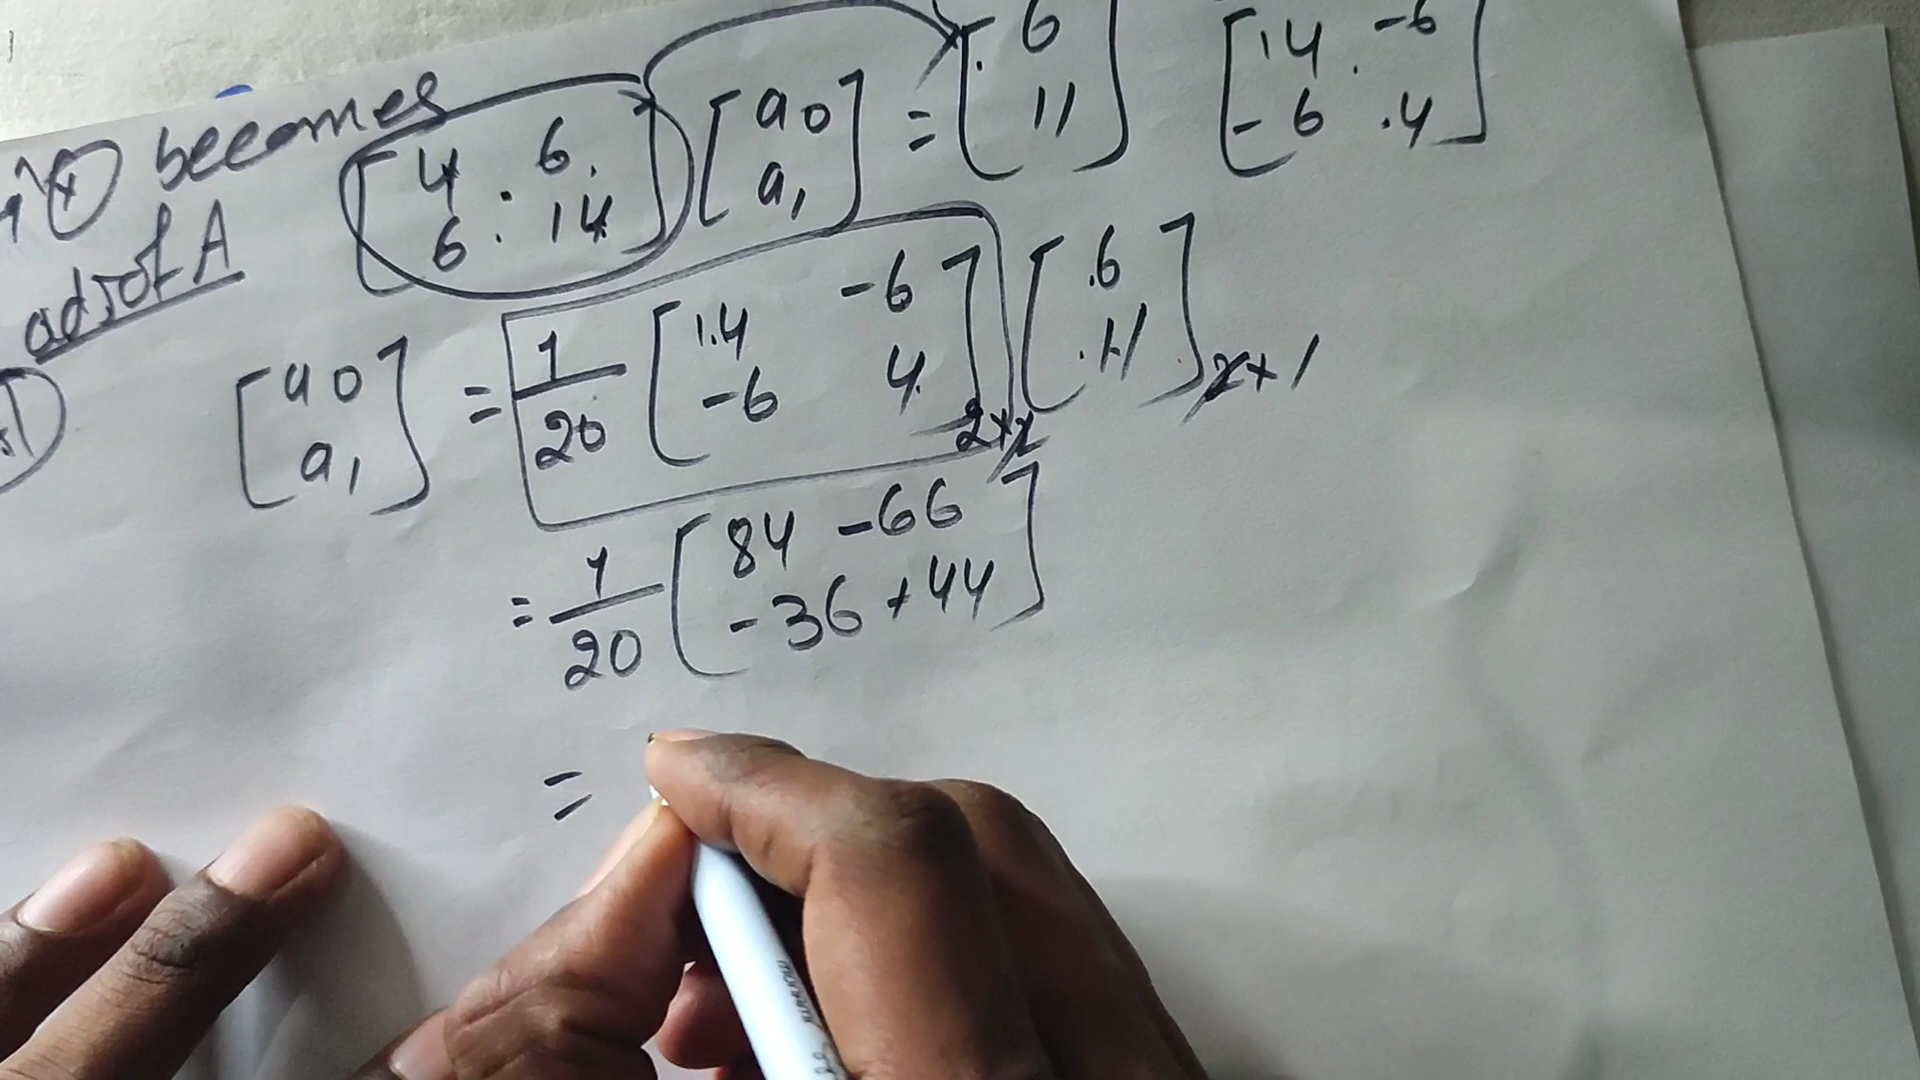 becomes
[4 6
6 14] [a0
a1] = [6
11] [14 -6
-6 4]
adj of A
[a0
a1] = 1/20 [14 -6
-6 4]2×2 [6
11]2×1
= 1/20 [84 -66
-36 +44]
=